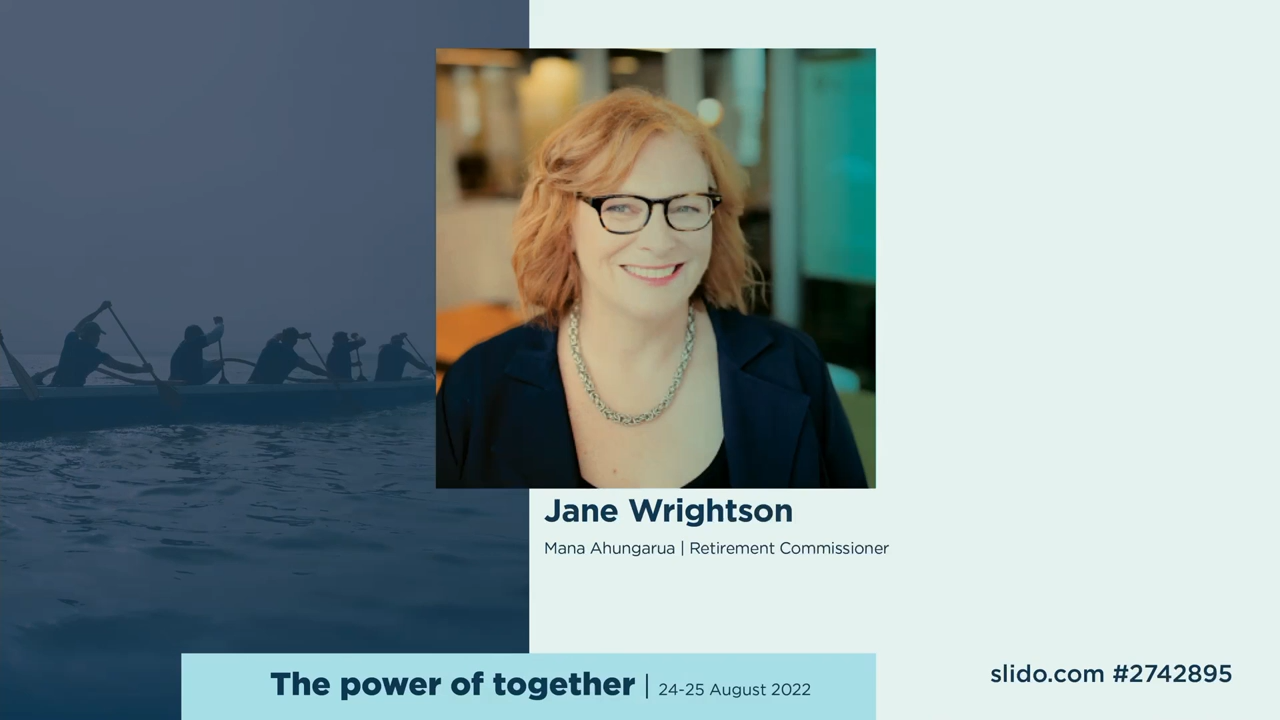 Jane Wrightson
Mana Ahungarua | Retirement Commissioner
The power of together | 24-25 August 2022
slido.com #2742895